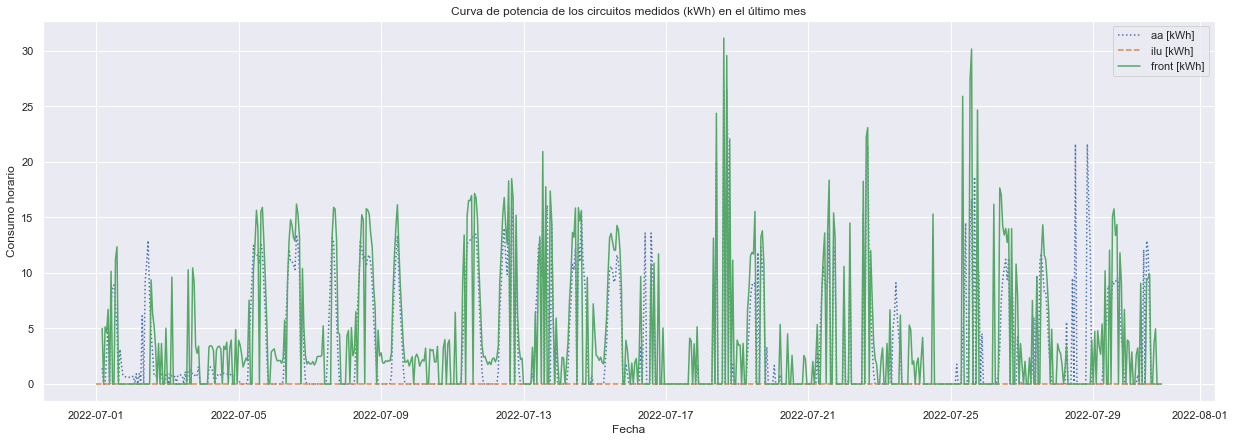 Curva de potencia de los circuitos medidos (kWh) en el último mes
aa [kWh]
ilu [kWh]
front [kWh]
Consumo horario
30
25
20
15
10
5
0
2022-07-01
2022-07-05
2022-07-09
2022-07-13
2022-07-17
2022-07-21
2022-07-25
2022-07-29
2022-08-01
Fecha